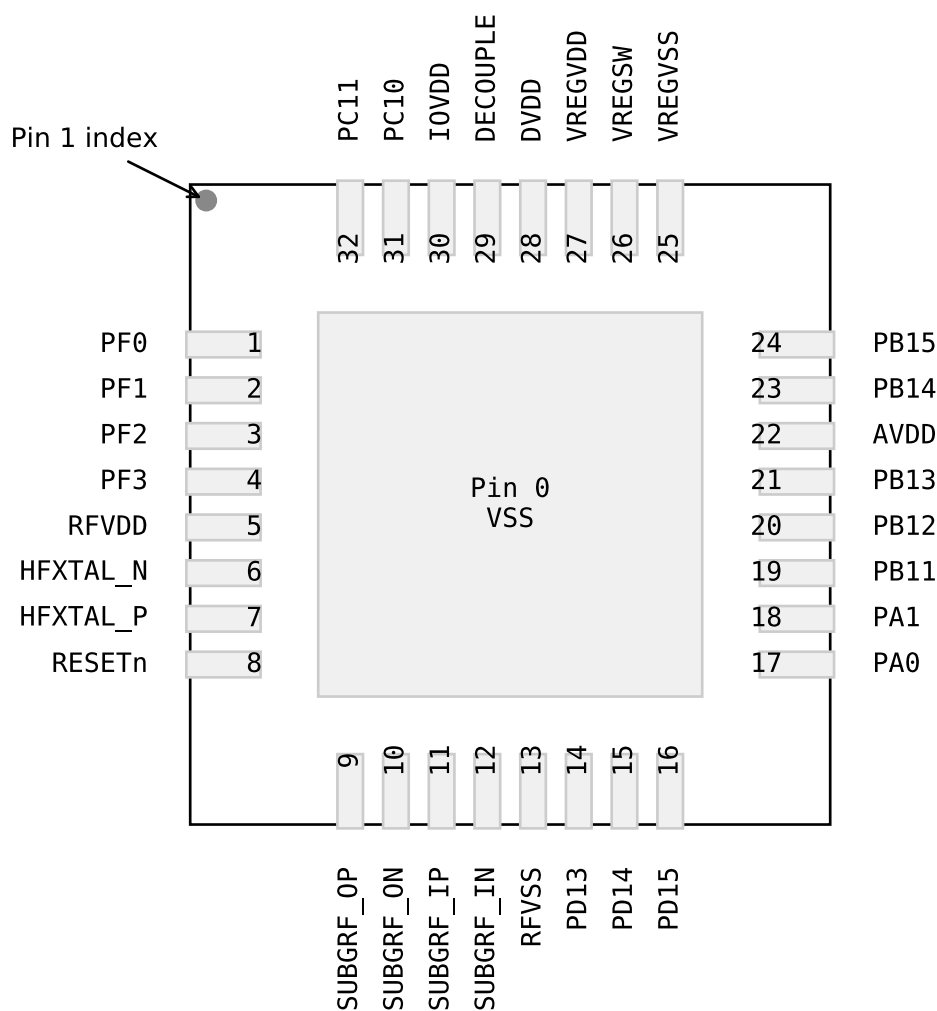 PC11
PC10
IOVDD
DECOUPLE
DVDD
VREGVDD
VREGSW
VREGVSS
Pin 1 index
32
31
30
29
28
27
26
25
PF0 1
PF1 2
PF2 3
PF3 4
RFVDD 5
HFXTAL_N 6
HFXTAL_P 7
RESETn 8
Pin 0
VSS
24 PB15
23 PB14
22 AVDD
21 PB13
20 PB12
19 PB11
18 PA1
17 PA0
9
10
11
12
13
14
15
16
SUBGRF_OP
SUBGRF_ON
SUBGRF_IP
SUBGRF_IN
RFVSS
PD13
PD14
PD15